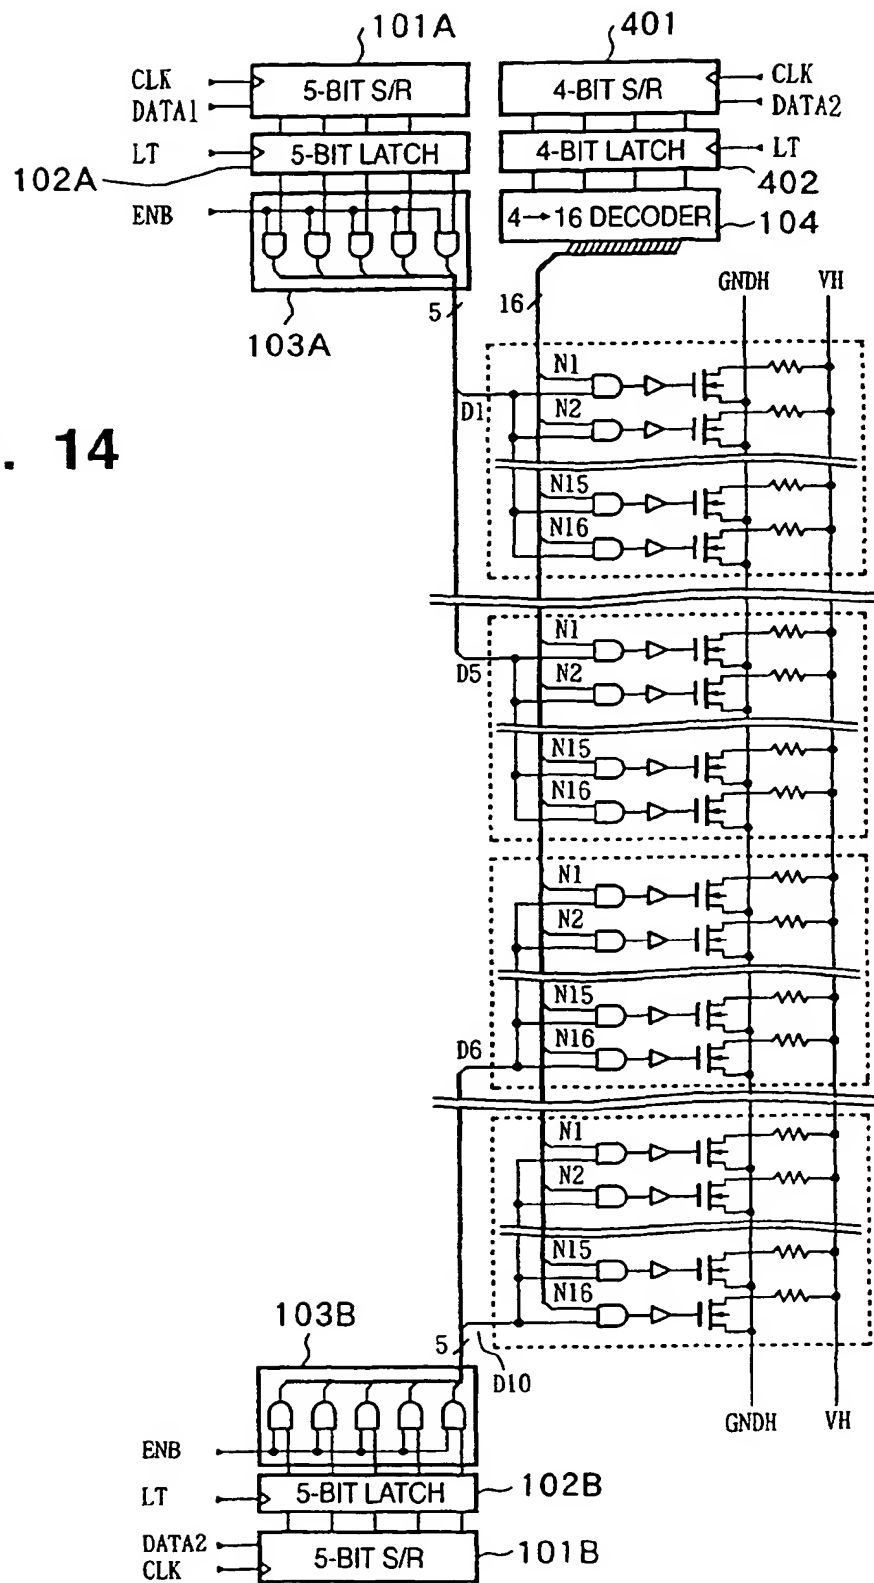 101A
401
CLK
DATA1
5-BIT S/R
4-BIT S/R
CLK
DATA2
LT
5-BIT LATCH
4-BIT LATCH
LT
102A
402
ENB
4→16 DECODER
104
103A
5
16
GNDH
VH
. 14
D1
N1
N2
N15
N16
D5
N1
N2
N15
N16
D6
N1
N2
N15
N16
N1
N2
N15
N16
D10
5
103B
GNDH
VH
ENB
LT
5-BIT LATCH
102B
DATA2
CLK
5-BIT S/R
101B